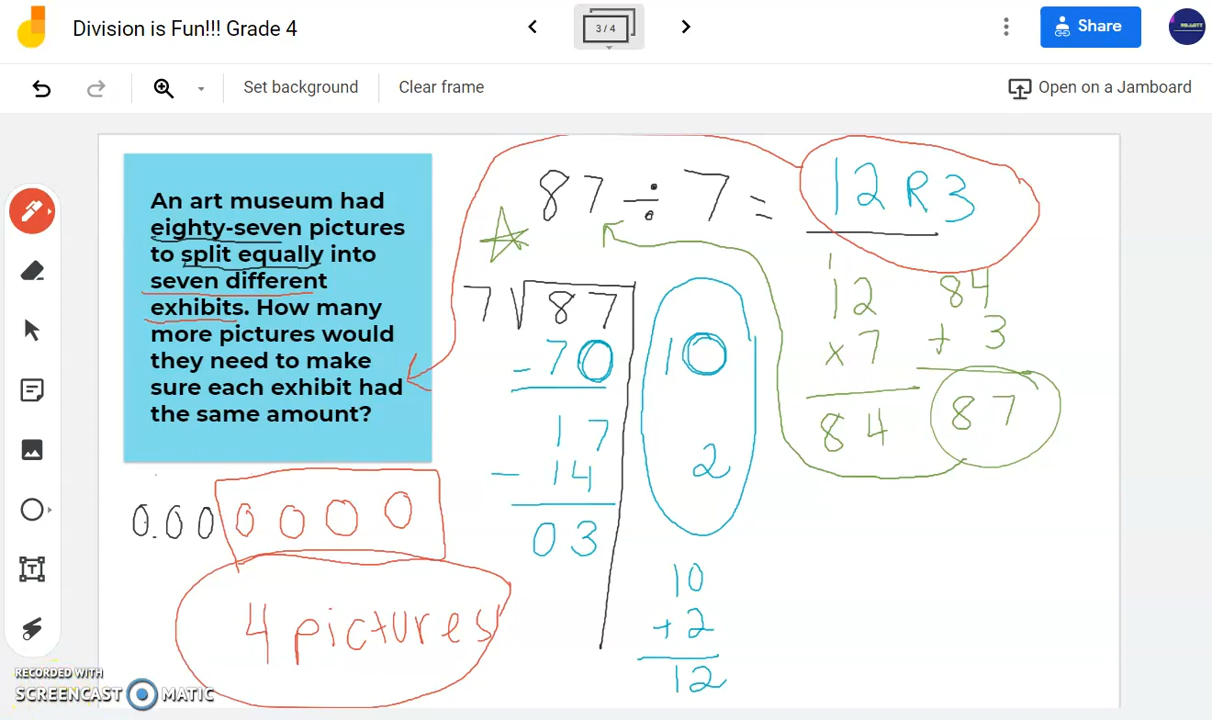 Division is Fun!!! Grade 4
3 / 4
Share
Set background
Clear frame
Open on a Jamboard
An art museum had
eighty-seven pictures
to split equally into
seven different
exhibits. How many
more pictures would
they need to make
sure each exhibit had
the same amount?
87 ÷ 7 = 12 R 3
7 87
- 70 10
17
- 14 2
03
10
+ 2
12
1
12
x 7
84
84
+ 3
87
0 0 0 0 0 0 0
4 pictures
RECORDED WITH
SCREENCAST MATIC